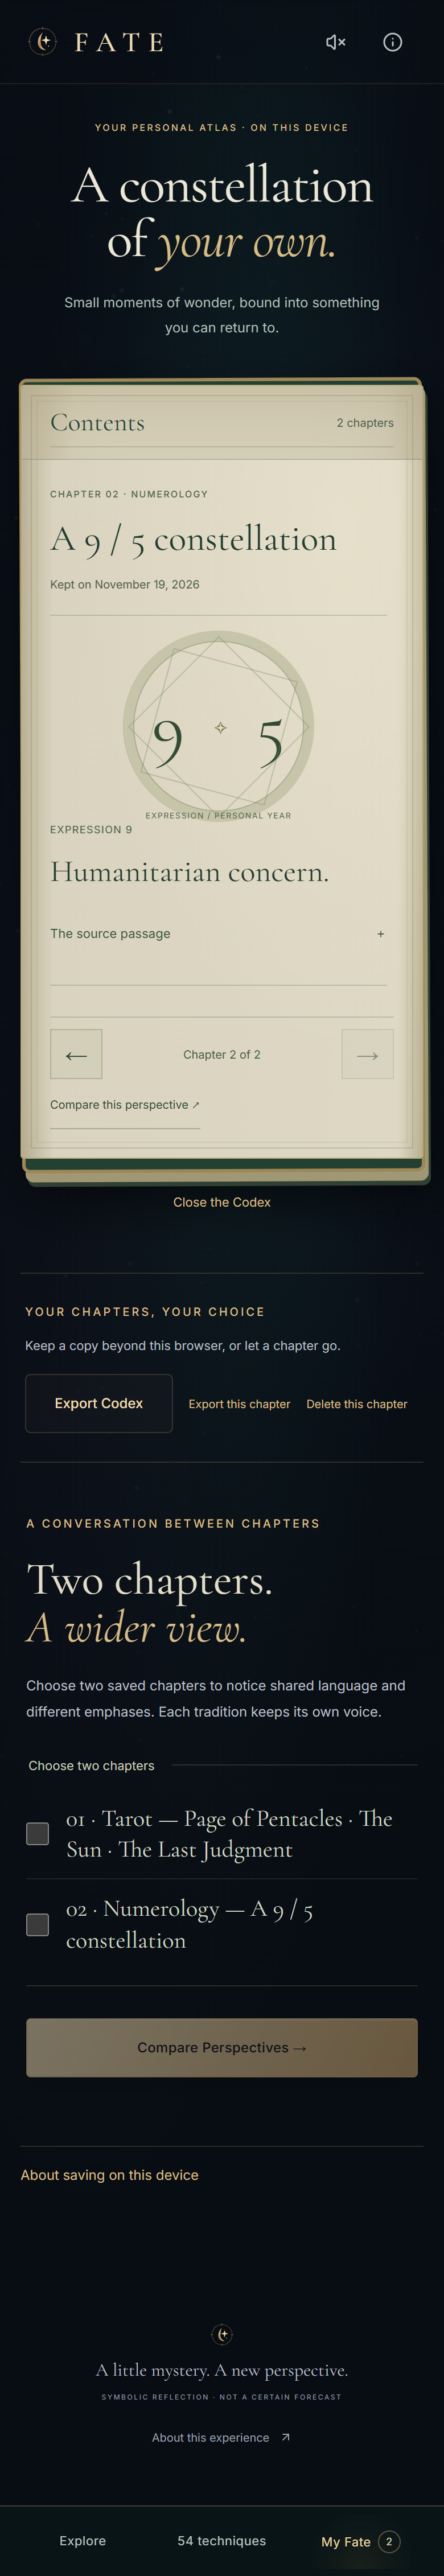 FATE
YOUR PERSONAL ATLAS · ON THIS DEVICE
A constellation
of your own.
Small moments of wonder, bound into something
you can return to.
Contents
2 chapters
CHAPTER 02 · NUMEROLOGY
A 9 / 5 constellation
Kept on November 19, 2026
9 ✧ 5
EXPRESSION / PERSONAL YEAR
EXPRESSION 9
Humanitarian concern.
The source passage +
← Chapter 2 of 2 →
Compare this perspective ↗
Close the Codex
YOUR CHAPTERS, YOUR CHOICE
Keep a copy beyond this browser, or let a chapter go.
Export Codex
Export this chapter
Delete this chapter
A CONVERSATION BETWEEN CHAPTERS
Two chapters.
A wider view.
Choose two saved chapters to notice shared language and
different emphases. Each tradition keeps its own voice.
Choose two chapters
01 · Tarot — Page of Pentacles · The
Sun · The Last Judgment
02 · Numerology — A 9 / 5
constellation
Compare Perspectives →
About saving on this device
A little mystery. A new perspective.
SYMBOLIC REFLECTION · NOT A CERTAIN FORECAST
About this experience ↗
Explore
54 techniques
My Fate 2